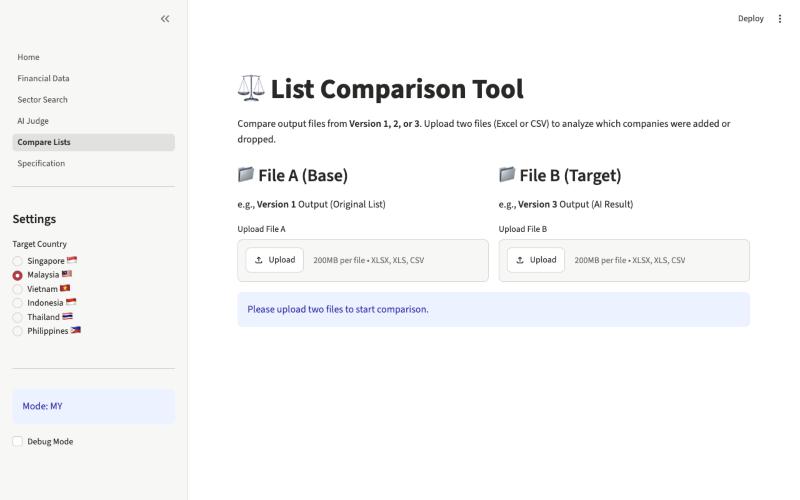 Deploy
Home
Financial Data
Sector Search
AI Judge
Compare Lists
Specification
Settings
Target Country
Singapore
Malaysia
Vietnam
Indonesia
Thailand
Philippines
Mode: MY
Debug Mode
List Comparison Tool
Compare output files from Version 1, 2, or 3. Upload two files (Excel or CSV) to analyze which companies were added or
dropped.
File A (Base)
e.g., Version 1 Output (Original List)
Upload File A
Upload
200MB per file • XLSX, XLS, CSV
File B (Target)
e.g., Version 3 Output (AI Result)
Upload File B
Upload
200MB per file • XLSX, XLS, CSV
Please upload two files to start comparison.